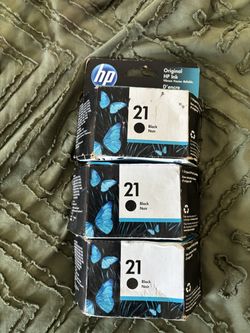 hp
Original
HP Ink
D'encre
21
Black
Noir
21
Black
Noir
21
Black
Noir